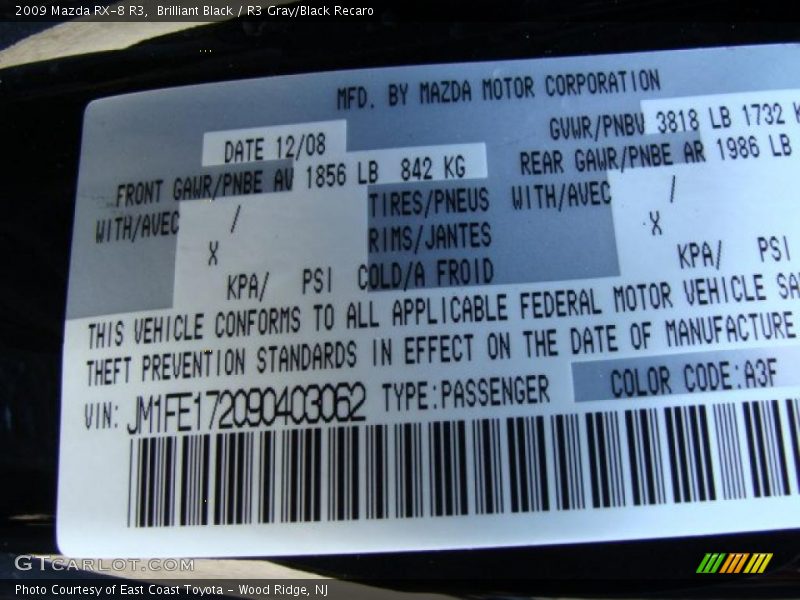 2009 Mazda RX-8 R3, Brilliant Black / R3 Gray/Black Recaro
MFD. BY MAZDA MOTOR CORPORATION
DATE 12/08
GVWR/PNBV 3818 LB 1732
FRONT GAWR/PNBE AV 1856 LB 842 KG
REAR GAWR/PNBE AR 1986 LB
WITH/AVEC /
TIRES/PNEUS
WITH/AVEC /
X
RIMS/JANTES
X
KPA/ PSI
COLD/A FROID
KPA/ PSI
THIS VEHICLE CONFORMS TO ALL APPLICABLE FEDERAL MOTOR VEHICLE SA
THEFT PREVENTION STANDARDS IN EFFECT ON THE DATE OF MANUFACTURE
VIN: JM1FE172090403062 TYPE:PASSENGER
COLOR CODE:A3F
GTCARLOT.COM
Photo Courtesy of East Coast Toyota - Wood Ridge, NJ